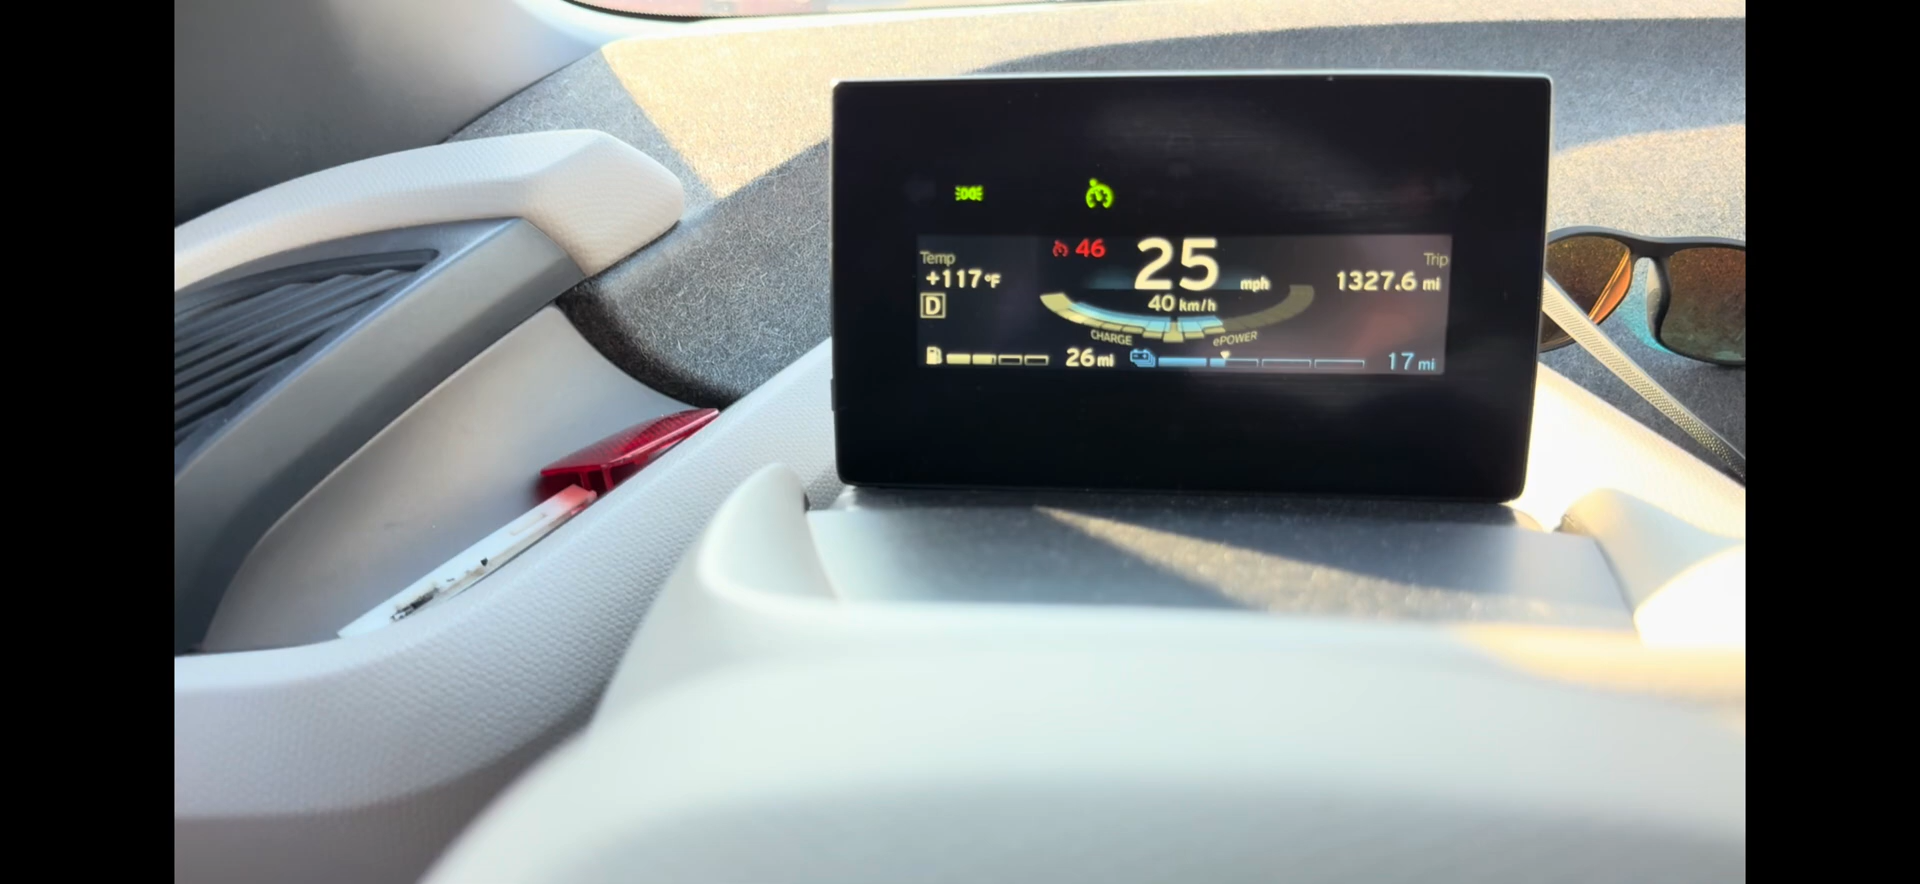 46
25 mph
40 km/h
Temp
+117°F
D
Trip
1327.6 mi
CHARGE
ePOWER
26 mi
17 mi